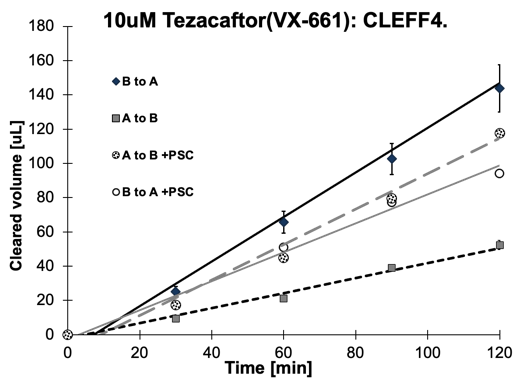 10uM Tezacaftor(VX-661): CLEFF4.
180
160
140
120
100
80
60
40
20
0
Cleared volume [uL]
B to A
A to B
A to B +PSC
B to A +PSC
0 20 40 60 80 100 120
Time [min]